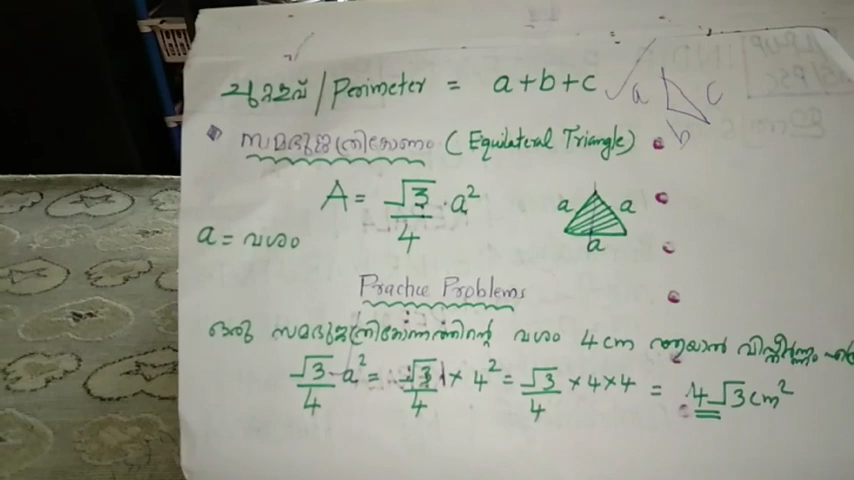 ചുറ്റളവ് / Perimeter = a+b+c
a c
b
സമഭുജത്രികോണം (Equilateral Triangle)
A = √3/4 · a²
a a
a
a = വശം
Practice Problems
ഒരു സമഭുജത്രികോണത്തിന്റെ വശം 4cm ആയാൽ വിസ്തീർണ്ണം
√3/4 · a² = √3/4 × 4² = √3/4 × 4 × 4 = 4√3 cm²